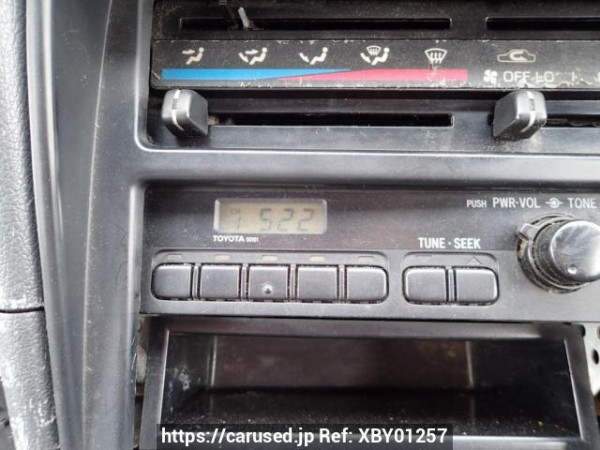 OFF LO
PUSH PWR-VOL TONE
522
TOYOTA
TUNE · SEEK
https://carused.jp Ref: XBY01257